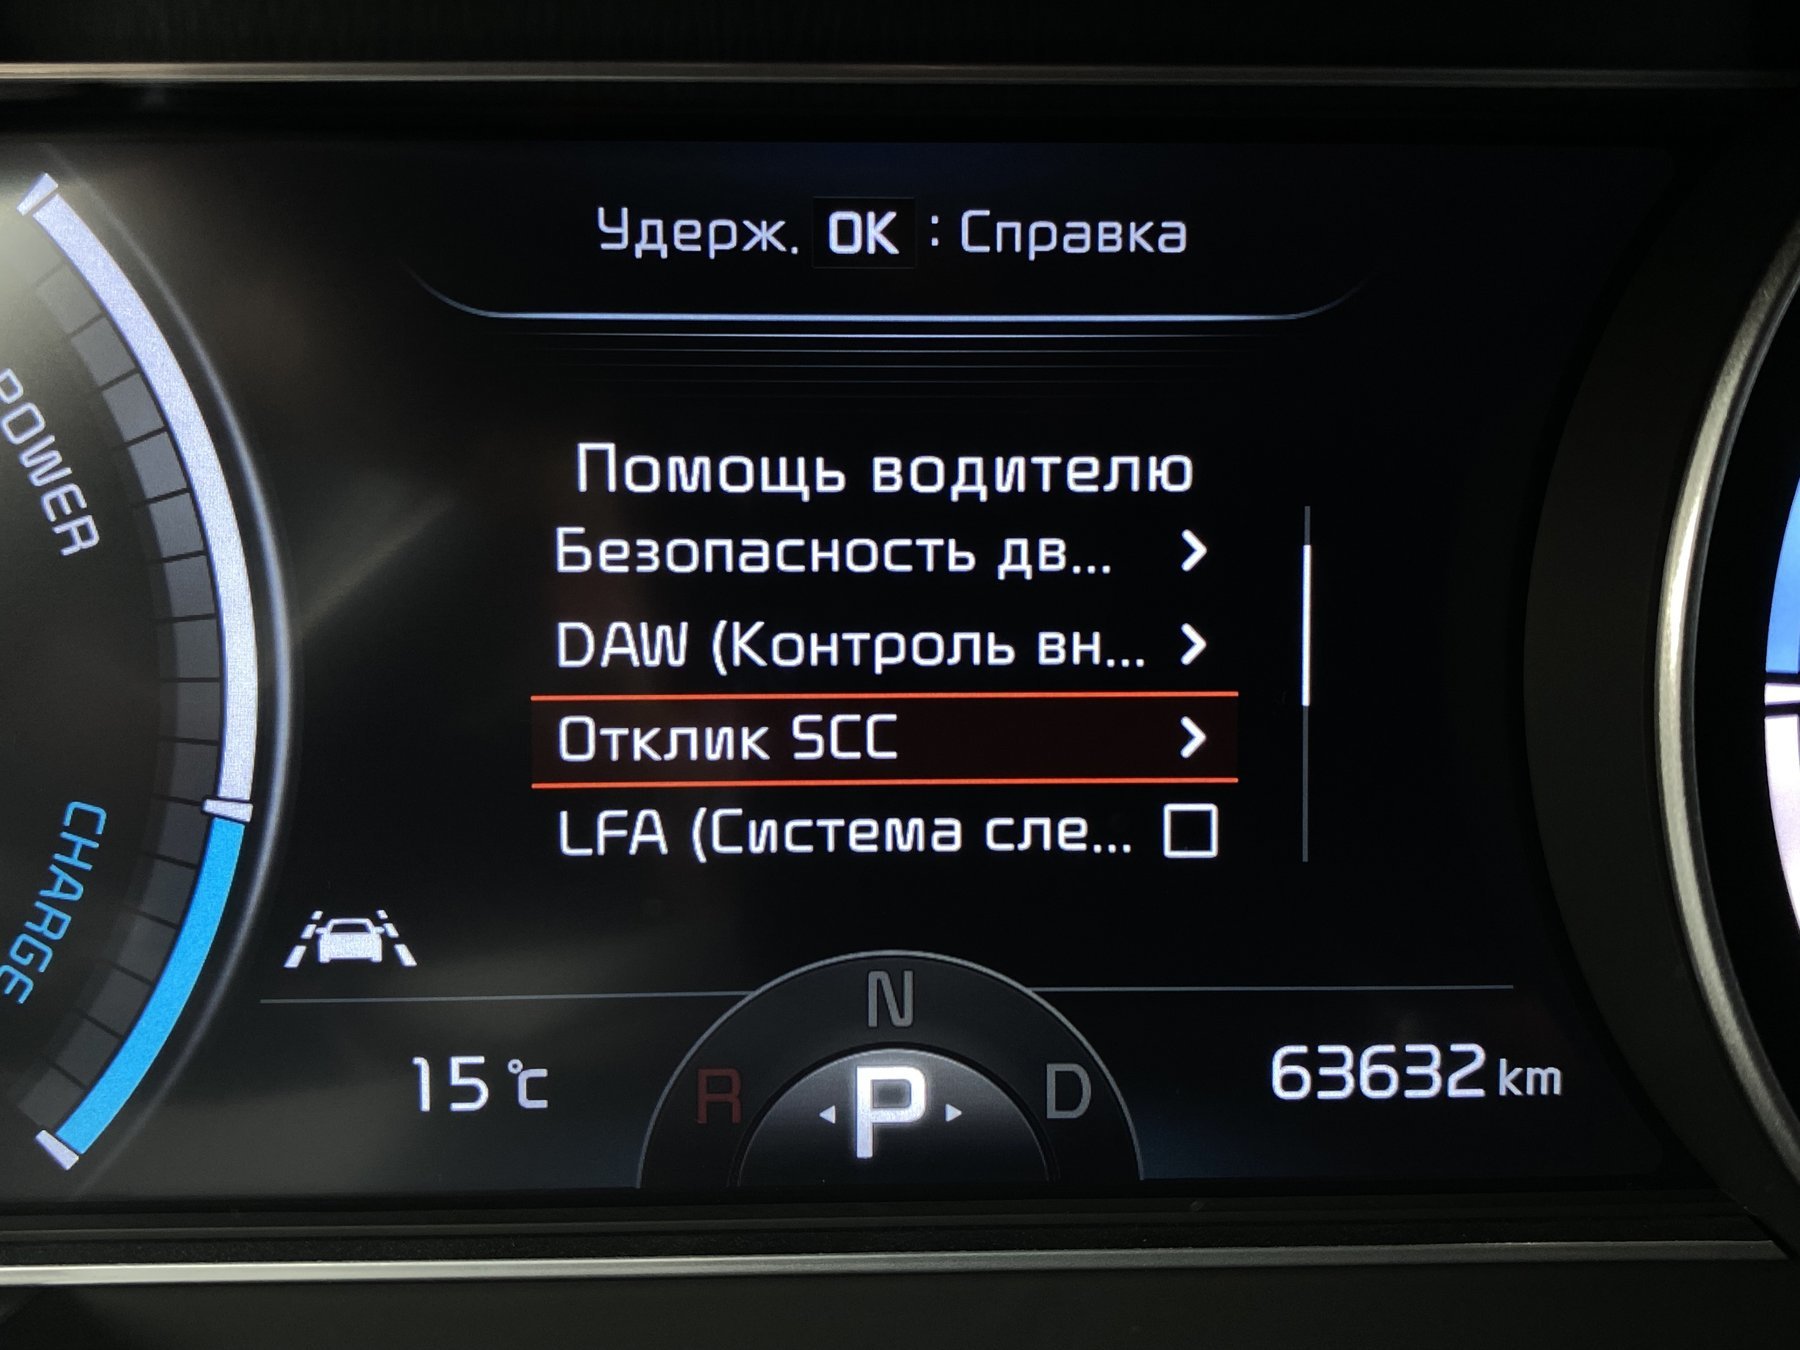 Удерж. OK : Справка
POWER
Помощь водителю
Безопасность дв...
DAW (Контроль вн...
Отклик SCC
LFA (Система сле...
CHARGE
N
R
P
D
15 °C
63632 km